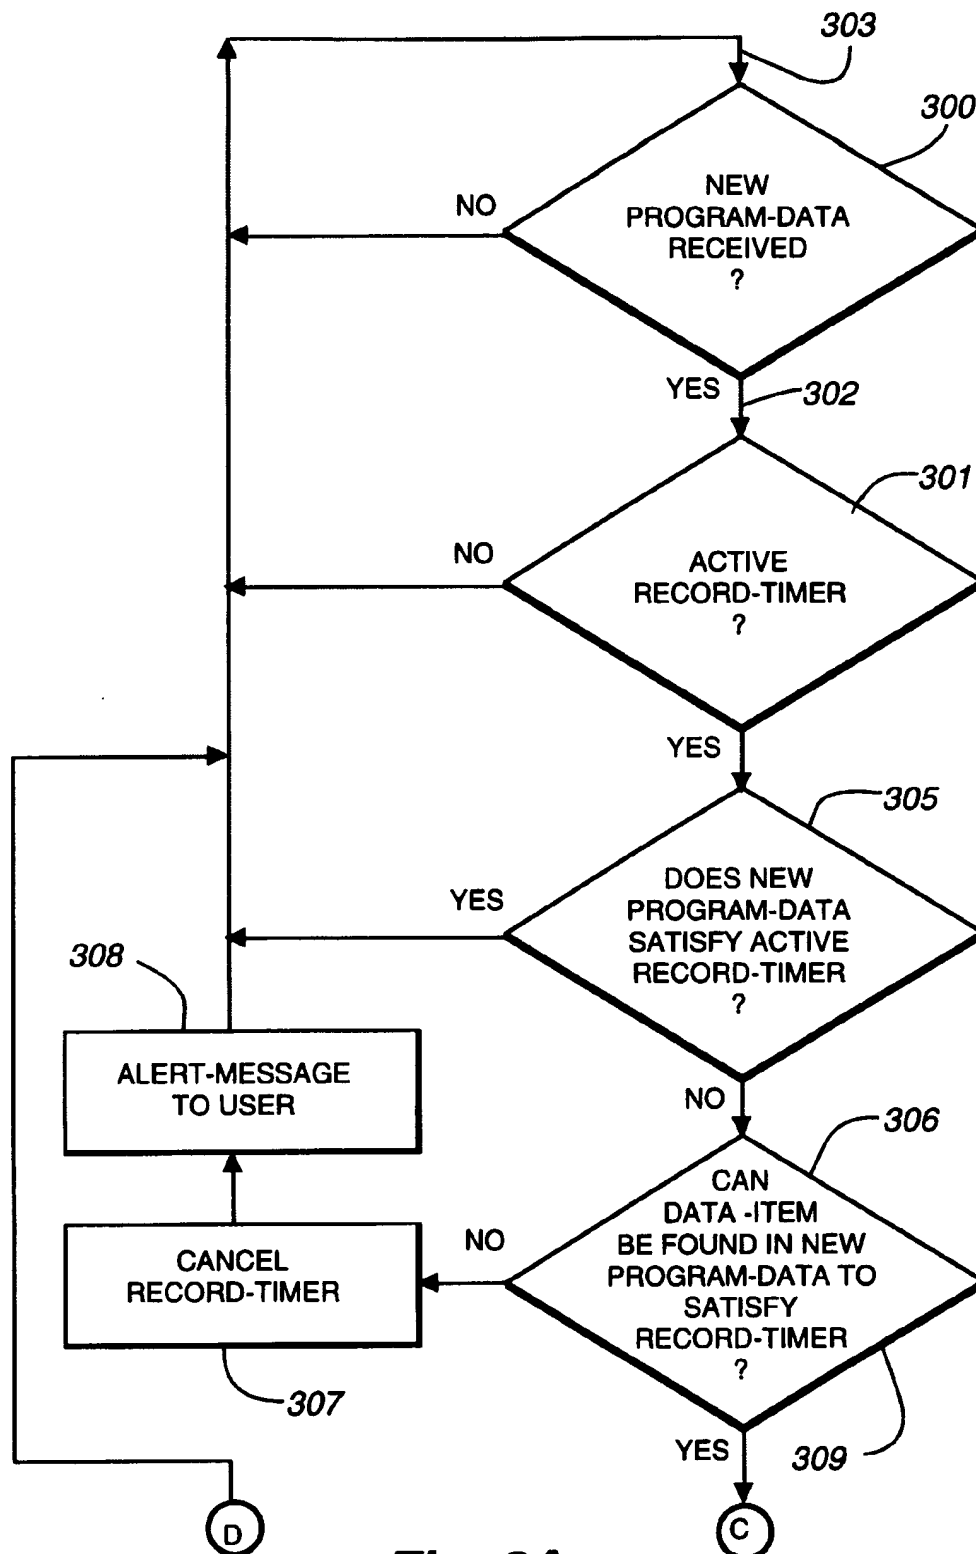 303
300
NEW
PROGRAM-DATA
RECEIVED
?
NO
YES
302
301
ACTIVE
RECORD-TIMER
?
NO
YES
305
DOES NEW
PROGRAM-DATA
SATISFY ACTIVE
RECORD-TIMER
?
YES
308
ALERT-MESSAGE
TO USER
NO
306
CAN
DATA -ITEM
BE FOUND IN NEW
PROGRAM-DATA TO
SATISFY
RECORD-TIMER
?
NO
CANCEL
RECORD-TIMER
307
YES
309
D
C